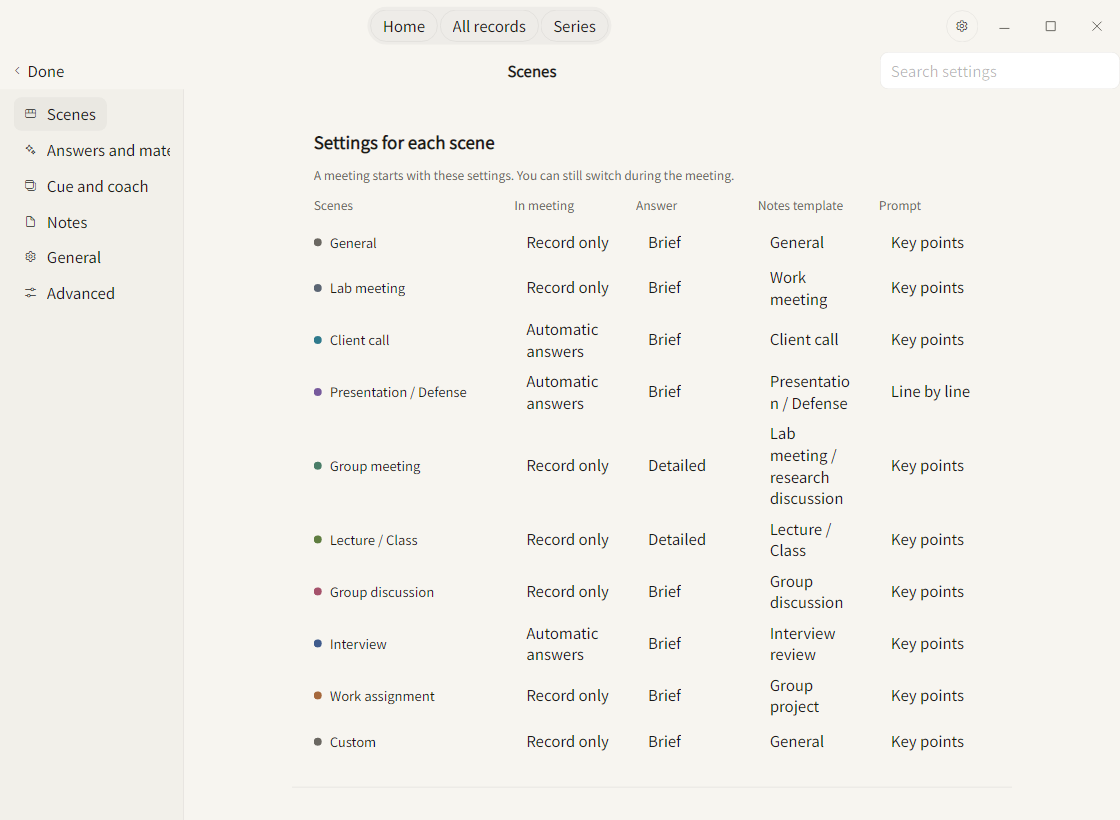 Home All records Series
Done
Scenes
Search settings
Scenes
Answers and mate
Cue and coach
Notes
General
Advanced
Settings for each scene
A meeting starts with these settings. You can still switch during the meeting.
Scenes In meeting Answer Notes template Prompt
General Record only Brief General Key points
Lab meeting Record only Brief Work
meeting Key points
Client call Automatic
answers Brief Client call Key points
Presentation / Defense Automatic
answers Brief Presentatio
n / Defense Line by line
Group meeting Record only Detailed Lab
meeting /
research
discussion Key points
Lecture / Class Record only Detailed Lecture /
Class Key points
Group discussion Record only Brief Group
discussion Key points
Interview Automatic
answers Brief Interview
review Key points
Work assignment Record only Brief Group
project Key points
Custom Record only Brief General Key points